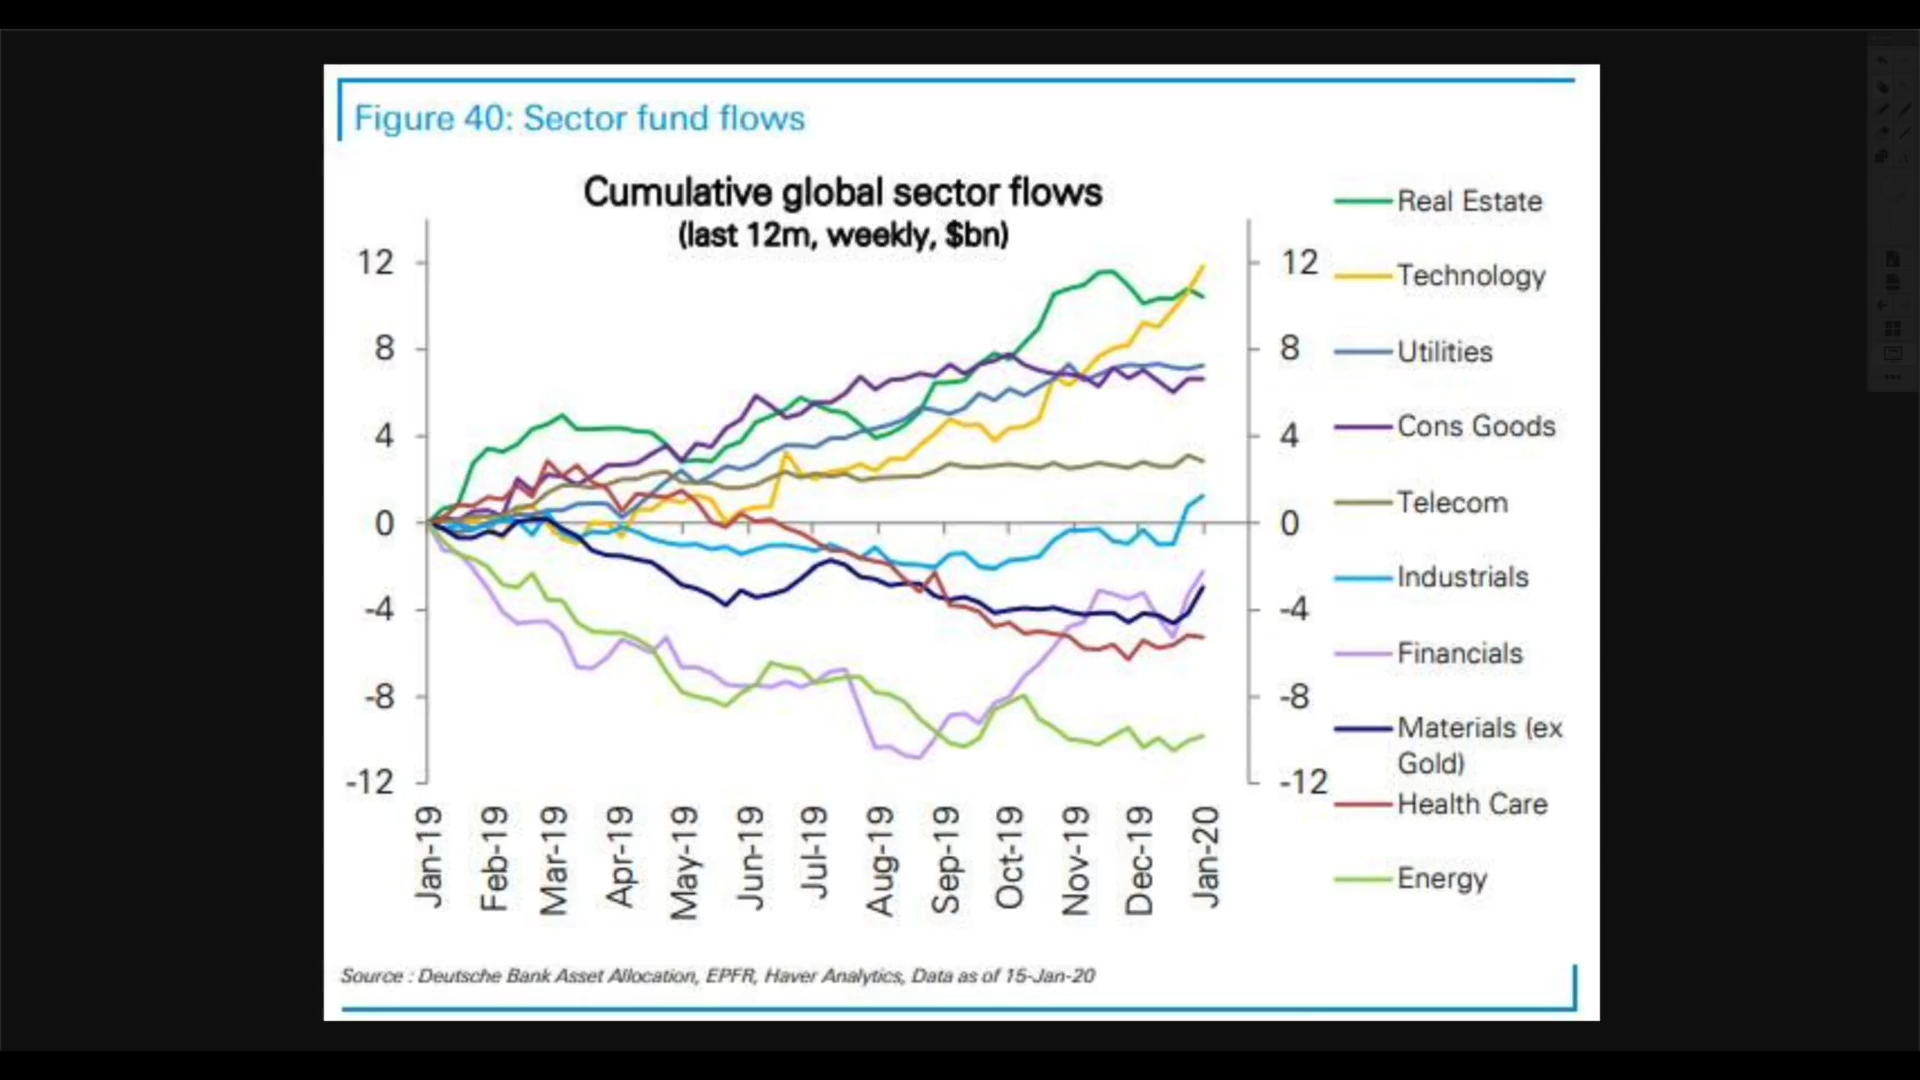 Figure 40: Sector fund flows
Cumulative global sector flows
(last 12m, weekly, $bn)
12
8
4
0
-4
-8
-12
12
8
4
0
-4
-8
-12
Jan-19
Feb-19
Mar-19
Apr-19
May-19
Jun-19
Jul-19
Aug-19
Sep-19
Oct-19
Nov-19
Dec-19
Jan-20
Real Estate
Technology
Utilities
Cons Goods
Telecom
Industrials
Financials
Materials (ex
Gold)
Health Care
Energy
Source : Deutsche Bank Asset Allocation, EPFR, Haver Analytics, Data as of 15-Jan-20